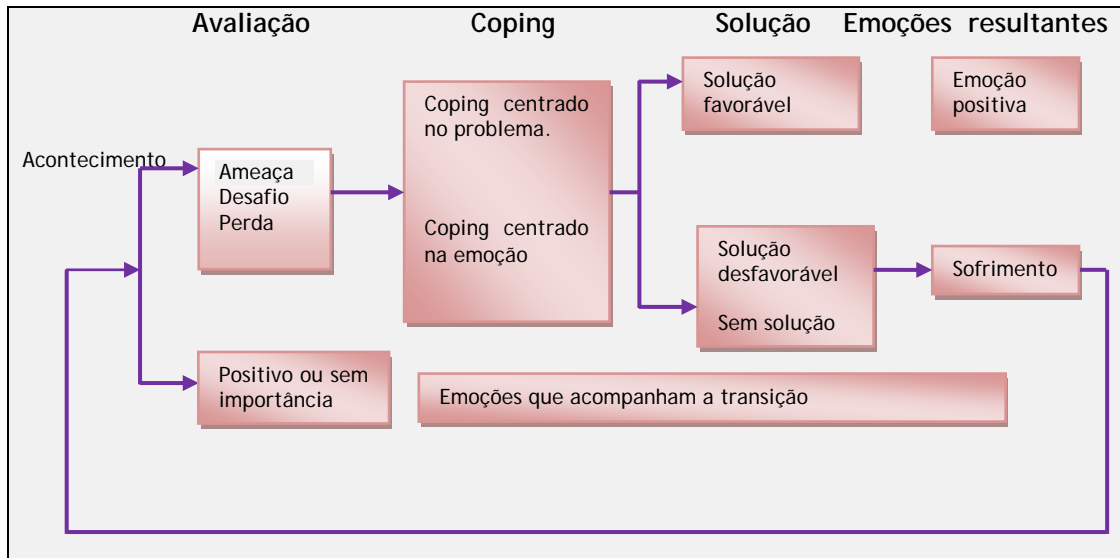 Avaliação
Coping
Solução
Emoções resultantes
Acontecimento
Ameaça
Desafio
Perda
Positivo ou sem
importância
Coping centrado
no problema.
Coping centrado
na emoção
Solução
favorável
Solução
desfavorável
Sem solução
Emoção
positiva
Sofrimento
Emoções que acompanham a transição